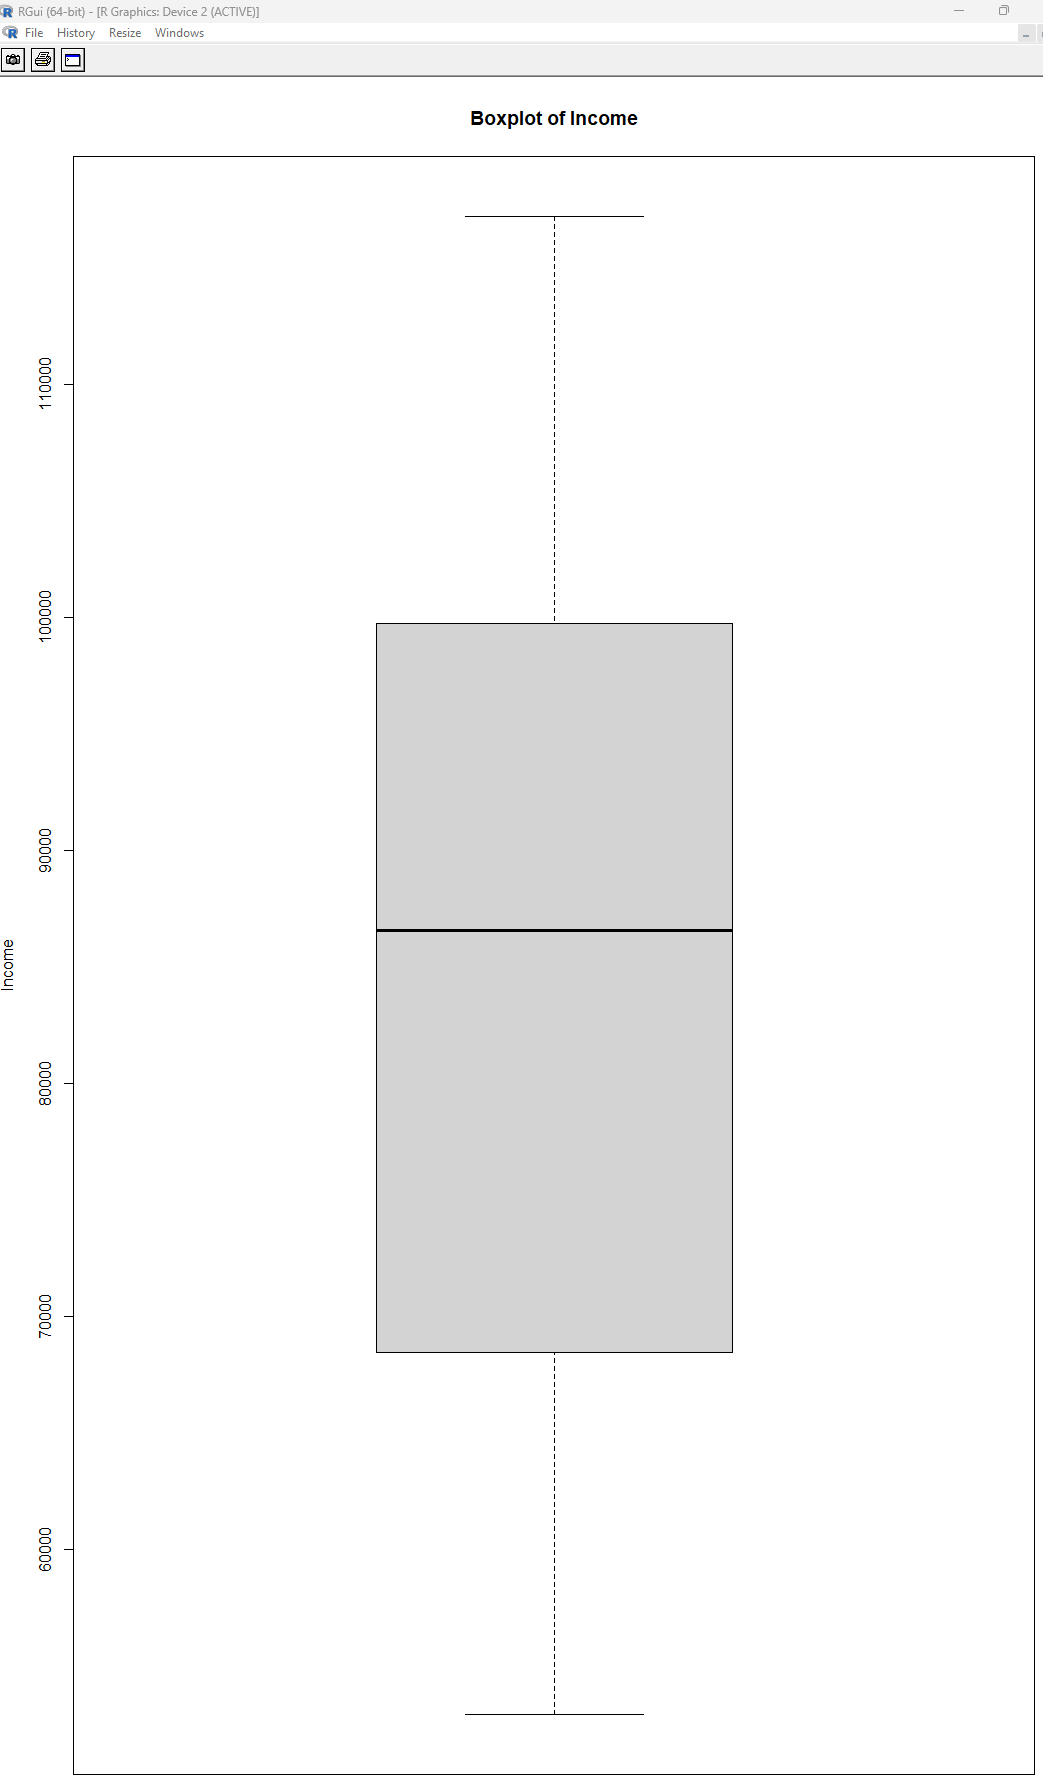 RGui (64-bit) - [R Graphics: Device 2 (ACTIVE)]
File History Resize Windows
Boxplot of Income
110000
100000
90000
80000
70000
60000
Income